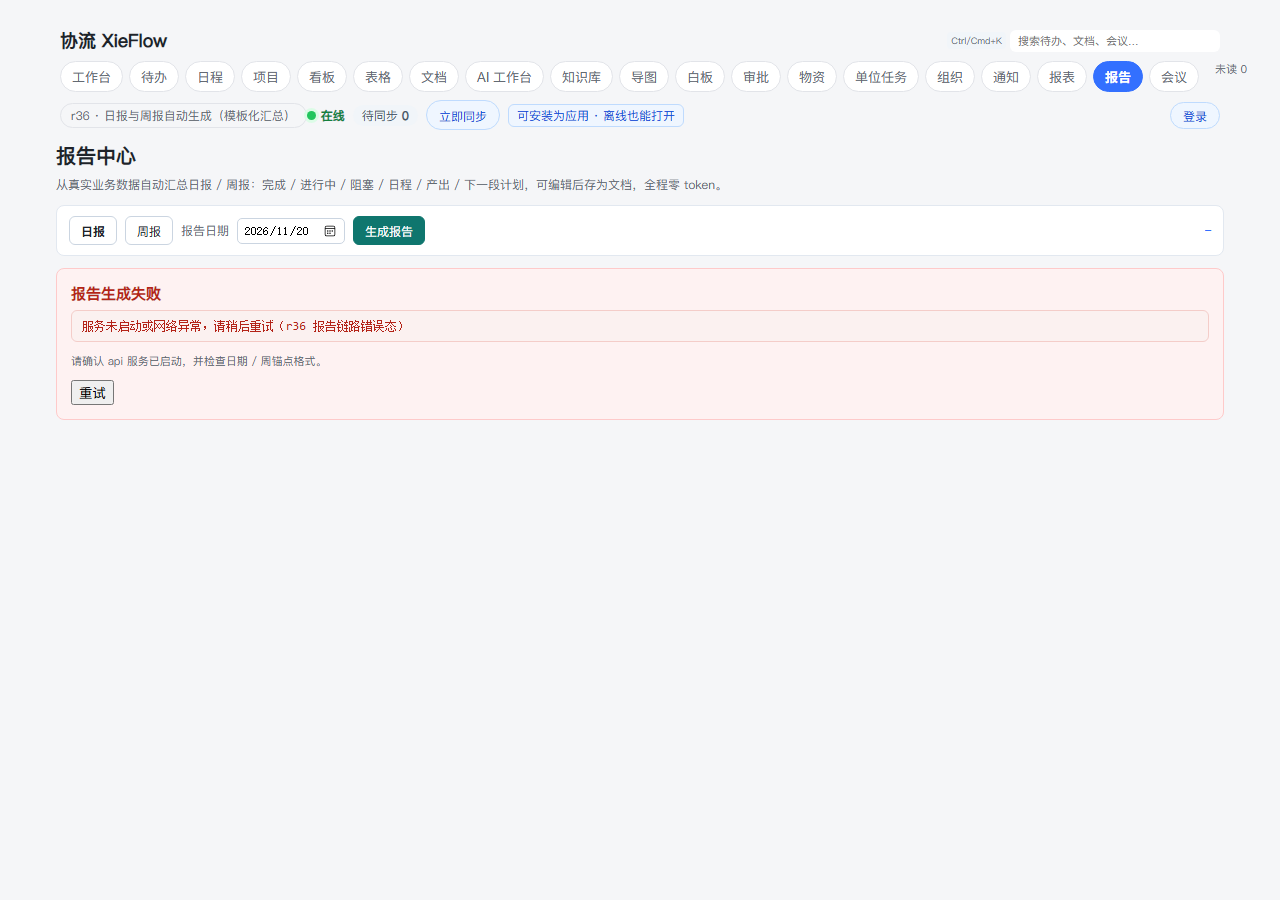 协流 XieFlow
Ctrl/Cmd+K 搜索待办、文档、会议...
工作台 待办 日程 项目 看板 表格 文档 AI 工作台 知识库 导图 白板 审批 物资 单位任务 组织 通知 报表 报告 会议 未读 0
r36 · 日报与周报自动生成（模板化汇总） 在线 待同步 0 立即同步 可安装为应用 · 离线也能打开 登录
报告中心
从真实业务数据自动汇总日报 / 周报：完成 / 进行中 / 阻塞 / 日程 / 产出 / 下一段计划，可编辑后存为文档，全程零 token。
日报 周报 报告日期 2026/11/20 生成报告 –
报告生成失败
服务未启动或网络异常，请稍后重试（r36 报告链路错误态）
请确认 api 服务已启动，并检查日期 / 周锚点格式。
重试